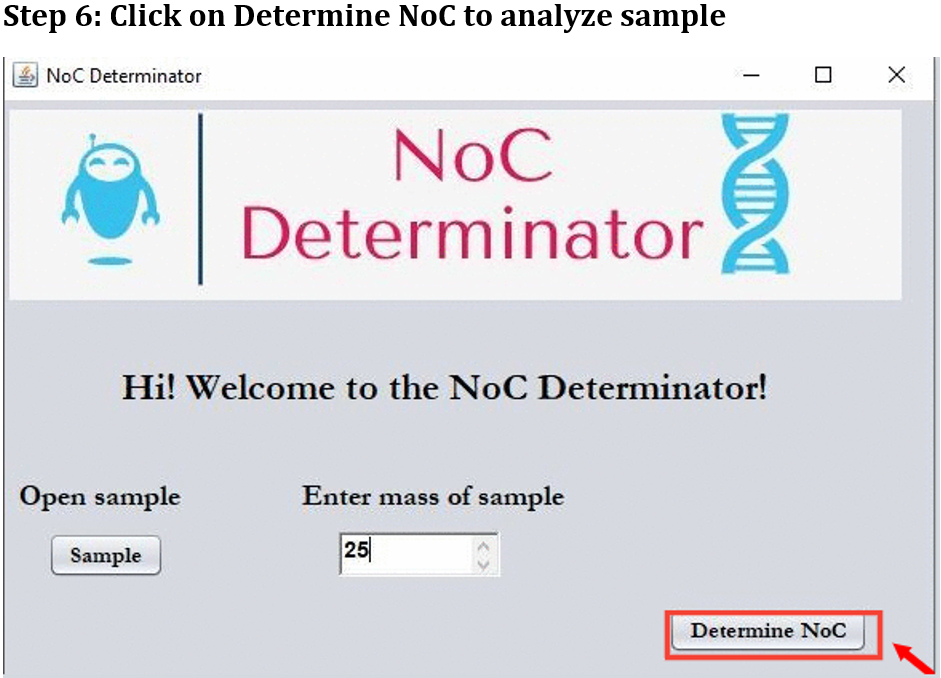 Step 6: Click on Determine NoC to analyze sample
NoC Determinator
NoC
Determinator
Hi! Welcome to the NoC Determinator!
Open sample
Enter mass of sample
Sample
25
Determine NoC